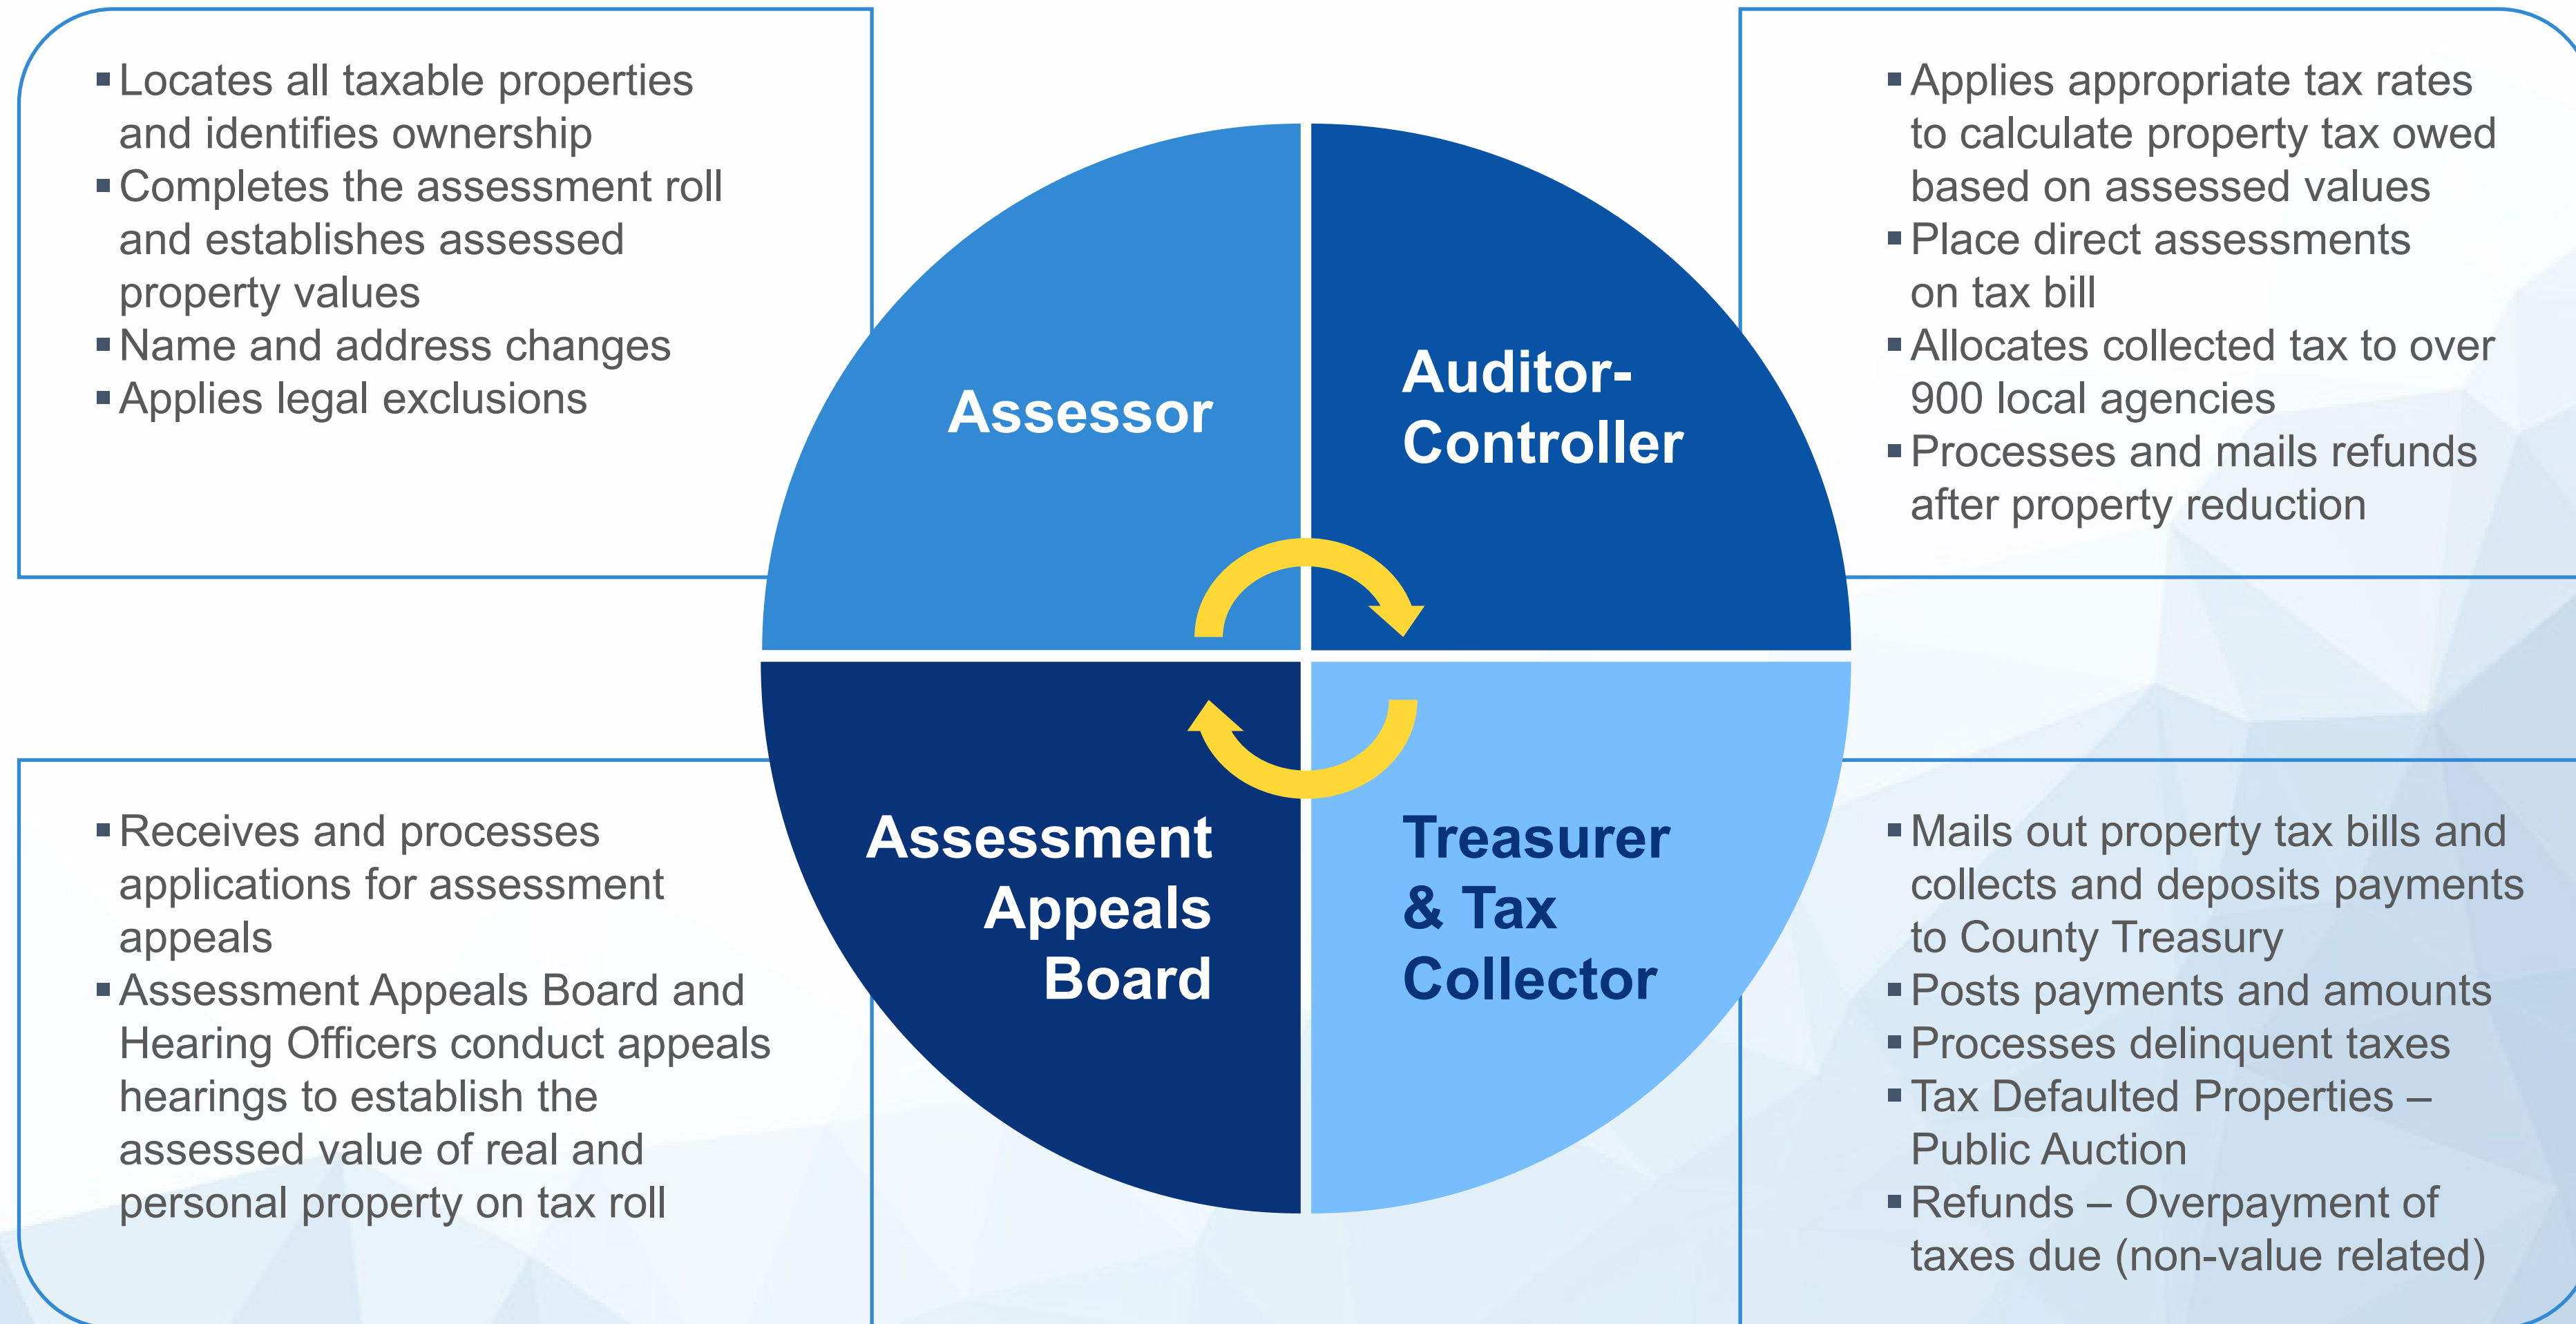 ▪ Locates all taxable properties
and identifies ownership
▪ Completes the assessment roll
and establishes assessed
property values
▪ Name and address changes
▪ Applies legal exclusions
Assessor
Auditor-
Controller
▪ Applies appropriate tax rates
to calculate property tax owed
based on assessed values
▪ Place direct assessments
on tax bill
▪ Allocates collected tax to over
900 local agencies
▪ Processes and mails refunds
after property reduction
▪ Receives and processes
applications for assessment
appeals
▪ Assessment Appeals Board and
Hearing Officers conduct appeals
hearings to establish the
assessed value of real and
personal property on tax roll
Assessment
Appeals
Board
Treasurer
& Tax
Collector
▪ Mails out property tax bills and
collects and deposits payments
to County Treasury
▪ Posts payments and amounts
▪ Processes delinquent taxes
▪ Tax Defaulted Properties –
Public Auction
▪ Refunds – Overpayment of
taxes due (non-value related)